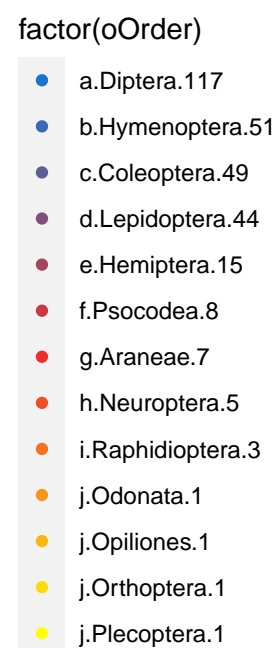 factor(oOrder)
a.Diptera.117
b.Hymenoptera.51
c.Coleoptera.49
d.Lepidoptera.44
e.Hemiptera.15
f.Psocodea.8
g.Araneae.7
h.Neuroptera.5
i.Raphidioptera.3
j.Odonata.1
j.Opiliones.1
j.Orthoptera.1
j.Plecoptera.1